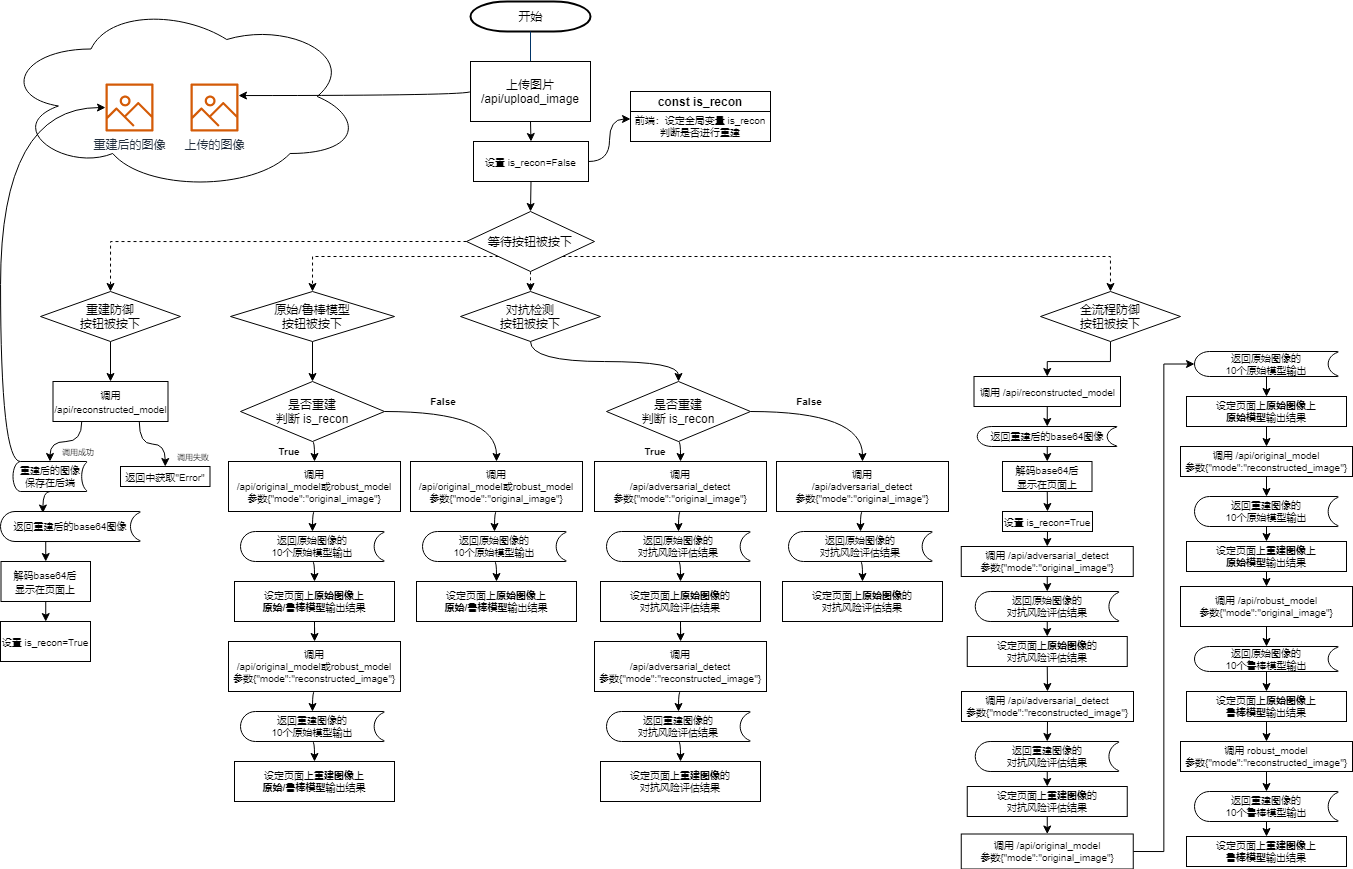 开始
上传图片
/api/upload_image
const is_recon
前端：设定全局变量 is_recon
判断是否进行重建
重建后的图像
上传的图像
设置 is_recon=False
等待按钮被按下
重建防御
按钮被按下
原始/鲁棒模型
按钮被按下
对抗检测
按钮被按下
全流程防御
按钮被按下
调用
/api/reconstructed_model
调用成功
调用失败
重建后的图像
保存在后端
返回中获取"Error"
返回重建后的base64图像
解码base64后
显示在页面上
设置 is_recon=True
是否重建
判断 is_recon
False
True
调用
/api/original_model或robust_model
参数{"mode":"original_image"}
返回原始图像的
10个原始模型输出
设定页面上原始图像上
原始/鲁棒模型输出结果
调用
/api/original_model或robust_model
参数{"mode":"reconstructed_image"}
返回重建图像的
10个原始模型输出
设定页面上重建图像上
原始/鲁棒模型输出结果
调用
/api/original_model或robust_model
参数{"mode":"original_image"}
返回原始图像的
10个原始模型输出
设定页面上原始图像上
原始/鲁棒模型输出结果
是否重建
判断 is_recon
False
True
调用
/api/adversarial_detect
参数{"mode":"original_image"}
返回原始图像的
对抗风险评估结果
设定页面上原始图像的
对抗风险评估结果
调用
/api/adversarial_detect
参数{"mode":"reconstructed_image"}
返回重建图像的
对抗风险评估结果
设定页面上重建图像的
对抗风险评估结果
调用
/api/adversarial_detect
参数{"mode":"original_image"}
返回原始图像的
对抗风险评估结果
设定页面上原始图像的
对抗风险评估结果
调用 /api/reconstructed_model
返回重建后的base64图像
解码base64后
显示在页面上
设置 is_recon=True
调用 /api/adversarial_detect
参数{"mode":"original_image"}
返回原始图像的
对抗风险评估结果
设定页面上原始图像的
对抗风险评估结果
调用 /api/adversarial_detect
参数{"mode":"reconstructed_image"}
返回重建图像的
对抗风险评估结果
设定页面上重建图像的
对抗风险评估结果
调用 /api/original_model
参数{"mode":"original_image"}
返回原始图像的
10个原始模型输出
设定页面上原始图像上
原始模型输出结果
调用 /api/original_model
参数{"mode":"reconstructed_image"}
返回重建图像的
10个原始模型输出
设定页面上重建图像上
原始模型输出结果
调用 /api/robust_model
参数{"mode":"original_image"}
返回原始图像的
10个鲁棒模型输出
设定页面上原始图像上
鲁棒模型输出结果
调用 robust_model
参数{"mode":"reconstructed_image"}
返回重建图像的
10个鲁棒模型输出
设定页面上重建图像上
鲁棒模型输出结果